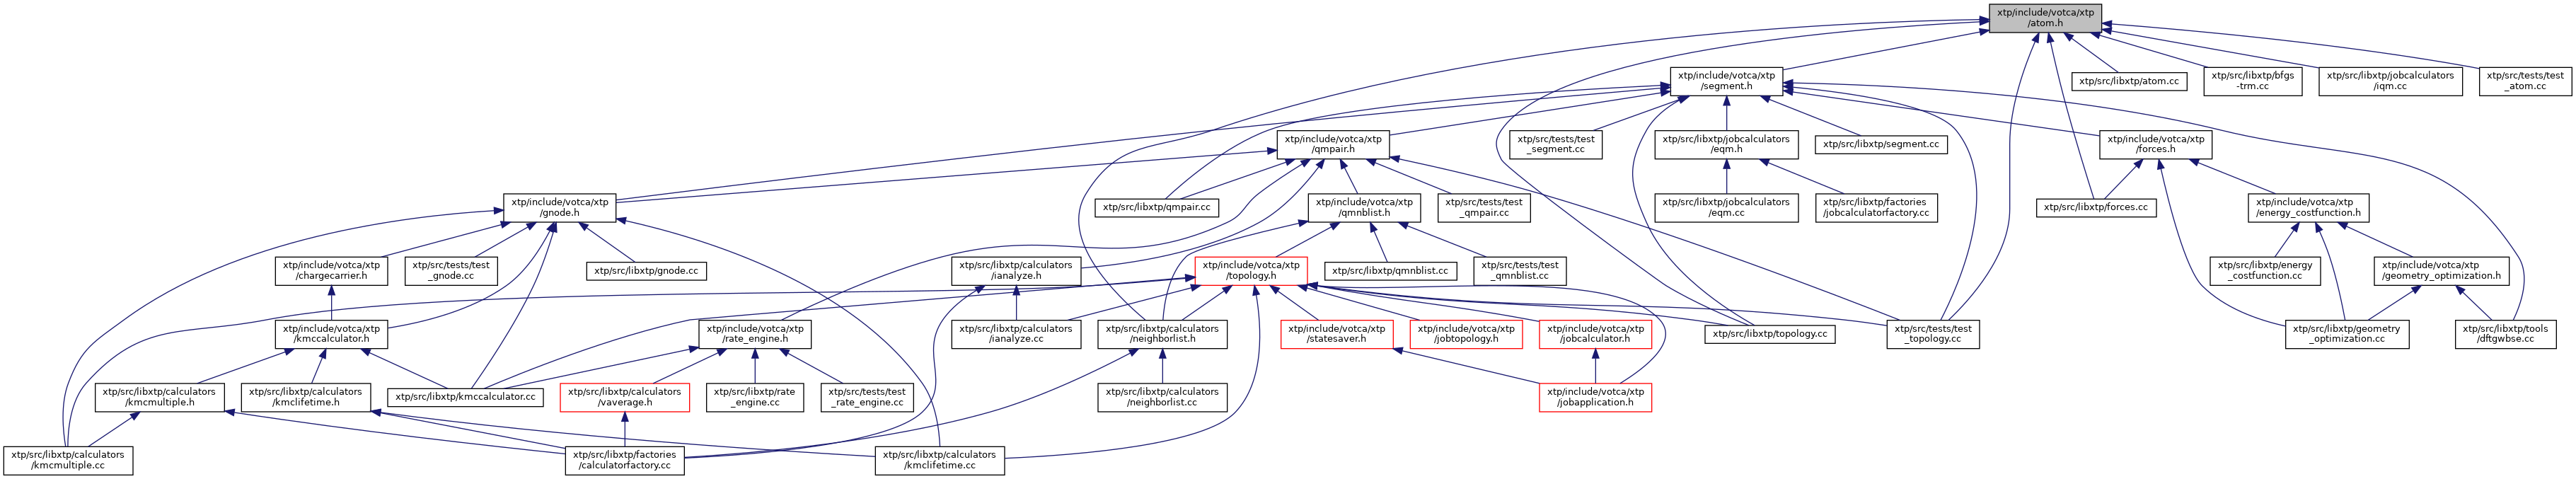 xtp/include/votca/xtp
/atom.h
xtp/include/votca/xtp
/segment.h
xtp/src/libxtp/atom.cc
xtp/src/libxtp/bfgs
-trm.cc
xtp/src/libxtp/jobcalculators
/iqm.cc
xtp/src/tests/test
_atom.cc
xtp/include/votca/xtp
/qmpair.h
xtp/src/tests/test
_segment.cc
xtp/src/libxtp/jobcalculators
/eqm.h
xtp/src/libxtp/segment.cc
xtp/include/votca/xtp
/forces.h
xtp/include/votca/xtp
/gnode.h
xtp/src/libxtp/qmpair.cc
xtp/include/votca/xtp
/qmnblist.h
xtp/src/tests/test
_qmpair.cc
xtp/src/libxtp/jobcalculators
/eqm.cc
xtp/src/libxtp/factories
/jobcalculatorfactory.cc
xtp/src/libxtp/forces.cc
xtp/include/votca/xtp
/energy_costfunction.h
xtp/include/votca/xtp
/chargecarrier.h
xtp/src/tests/test
_gnode.cc
xtp/src/libxtp/gnode.cc
xtp/src/libxtp/calculators
/ianalyze.h
xtp/include/votca/xtp
/topology.h
xtp/src/libxtp/qmnblist.cc
xtp/src/tests/test
_qmnblist.cc
xtp/src/libxtp/energy
_costfunction.cc
xtp/include/votca/xtp
/geometry_optimization.h
xtp/include/votca/xtp
/kmccalculator.h
xtp/include/votca/xtp
/rate_engine.h
xtp/src/libxtp/calculators
/ianalyze.cc
xtp/src/libxtp/calculators
/neighborlist.h
xtp/include/votca/xtp
/statesaver.h
xtp/include/votca/xtp
/jobtopology.h
xtp/include/votca/xtp
/jobcalculator.h
xtp/src/libxtp/topology.cc
xtp/src/tests/test
_topology.cc
xtp/src/libxtp/geometry
_optimization.cc
xtp/src/libxtp/tools
/dftgwbse.cc
xtp/src/libxtp/calculators
/kmcmultiple.h
xtp/src/libxtp/calculators
/kmclifetime.h
xtp/src/libxtp/kmccalculator.cc
xtp/src/libxtp/calculators
/vaverage.h
xtp/src/libxtp/rate
_engine.cc
xtp/src/tests/test
_rate_engine.cc
xtp/src/libxtp/calculators
/neighborlist.cc
xtp/include/votca/xtp
/jobapplication.h
xtp/src/libxtp/calculators
/kmcmultiple.cc
xtp/src/libxtp/factories
/calculatorfactory.cc
xtp/src/libxtp/calculators
/kmclifetime.cc